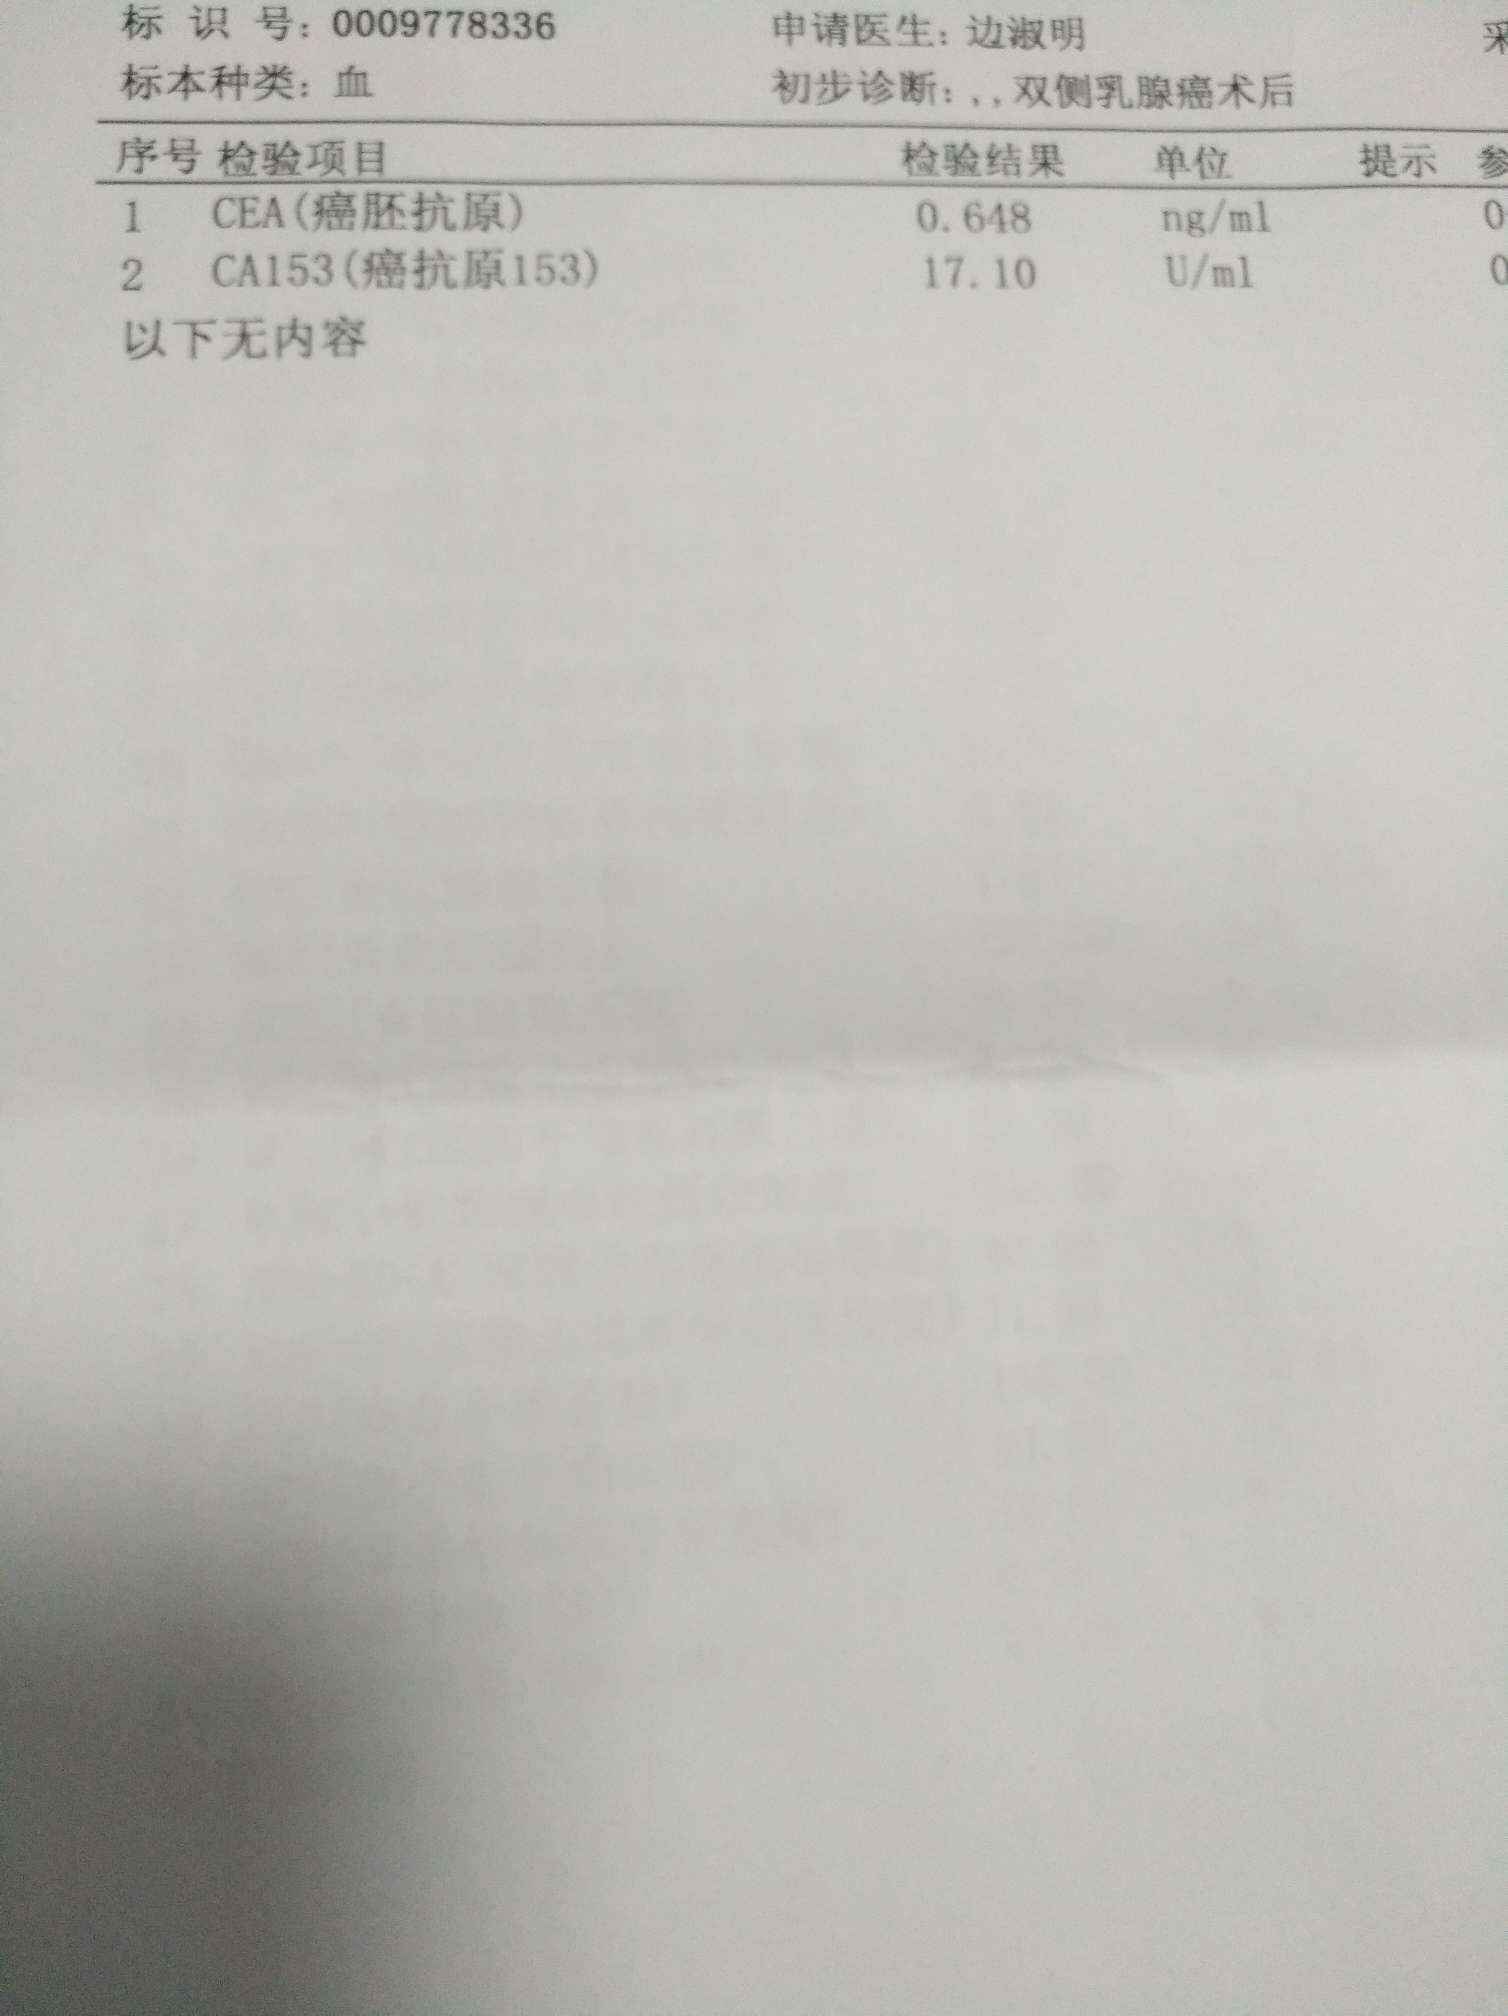 标 识 号: 0009778336 申请医生: 边淑明
标本种类: 血 初步诊断: , , 双侧乳腺癌术后
序号 检验项目 检验结果 单位 提示
1 CEA(癌胚抗原) 0.648 ng/ml 0
2 CA153(癌抗原153) 17.10 U/ml 0
以下无内容